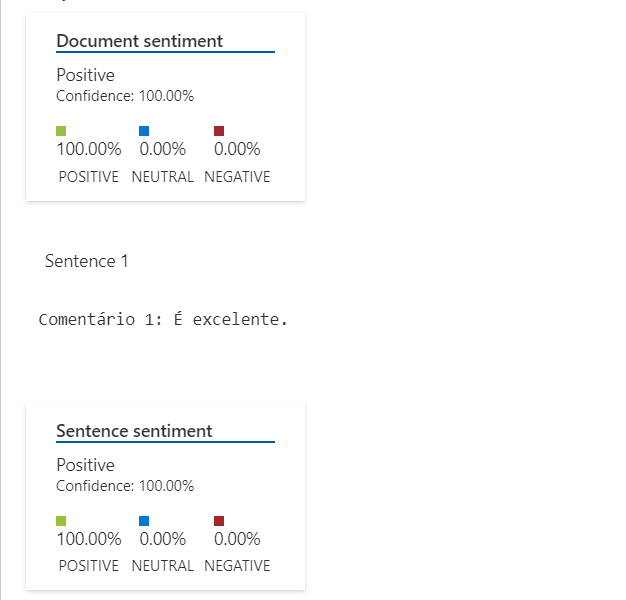 Document sentiment
Positive
Confidence: 100.00%
100.00% 0.00% 0.00%
POSITIVE NEUTRAL NEGATIVE
Sentence 1
Comentário 1: É excelente.
Sentence sentiment
Positive
Confidence: 100.00%
100.00% 0.00% 0.00%
POSITIVE NEUTRAL NEGATIVE